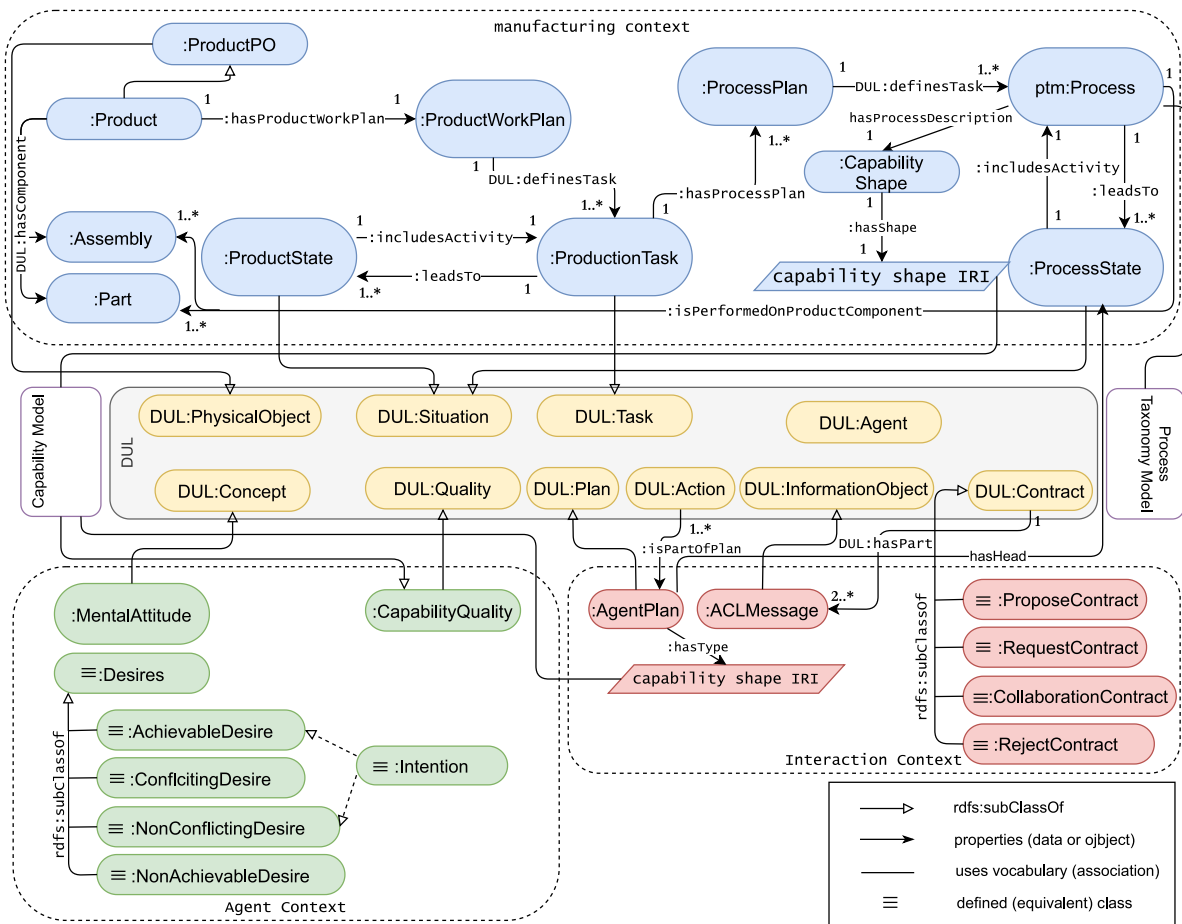 manufacturing context
:ProductPO
:Product
1
:hasProductWorkPlan
1
:ProductWorkPlan
1
DUL:definesTask
1..*
:ProcessPlan
1
DUL:definesTask
1..*
ptm:Process
1
hasProcessDescription
1
:Capability
Shape
1
:hasShape
1
capability shape IRI
1
:includesActivity
1
1
:leadsTo
1..*
:ProcessState
1..*
:hasProcessPlan
1
DUL:hasComponent
:Assembly
1..*
:Part
1..*
:ProductState
1
:includesActivity
1
:ProductionTask
:leadsTo
1..*
1
:isPerformedOnProductComponent
Capability Model
DUL
DUL:PhysicalObject
DUL:Situation
DUL:Task
DUL:Agent
DUL:Concept
DUL:Quality
DUL:Plan
DUL:Action
DUL:InformationObject
DUL:Contract
Process
Taxonomy Model
1..*
:isPartOfPlan
1
DUL:hasPart
hasHead
2..*
:MentalAttitude
:CapabilityQuality
≡:Desires
rdfs:subclassOf
≡:AchievableDesire
≡:ConflcitingDesire
≡:NonConflictingDesire
≡:NonAchievableDesire
≡:Intention
Agent Context
:AgentPlan
:ACLMessage
:hasType
capability shape IRI
rdfs:subclassOf
≡:ProposeContract
≡:RequestContract
≡:CollaborationContract
≡:RejectContract
Interaction Context
rdfs:subClassOf
properties (data or ojbject)
uses vocabulary (association)
≡ defined (equivalent) class